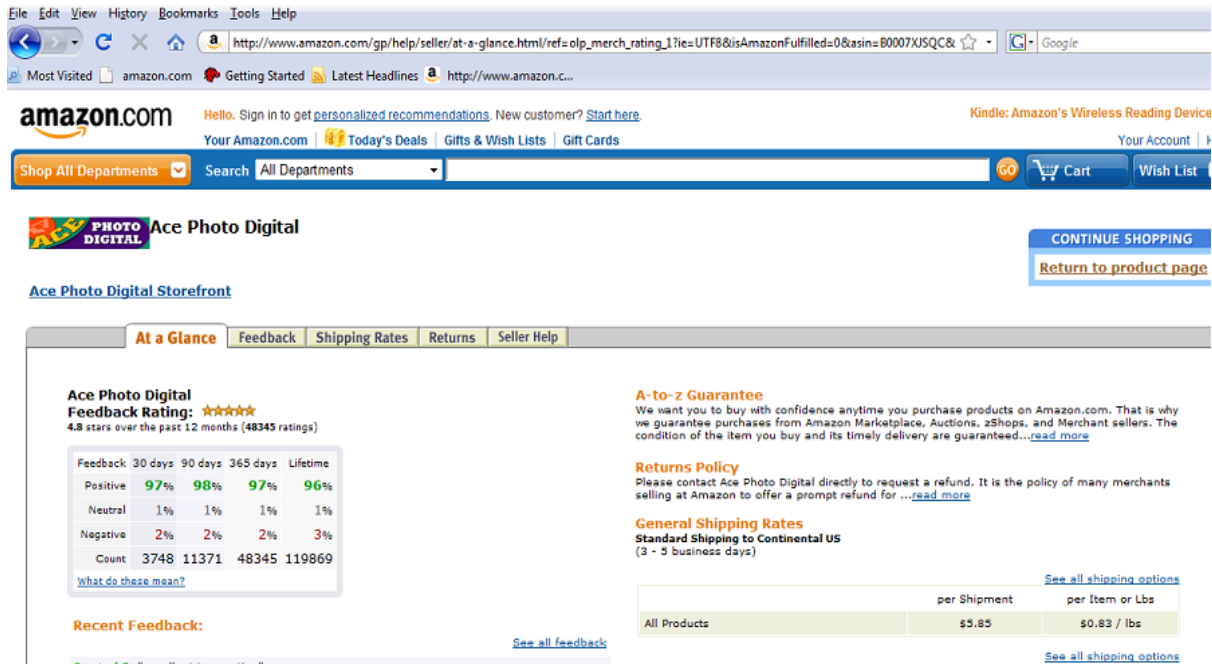 File Edit View History Bookmarks Tools Help
http://www.amazon.com/gp/help/seller/at-a-glance.html/ref=olp_merch_rating_1?ie=UTF8&isAmazonFulfilled=0&asin=B0007XJSQC& Google
Most Visited amazon.com Getting Started Latest Headlines http://www.amazon.c...
amazon.com Hello. Sign in to get personalized recommendations. New customer? Start here. Kindle: Amazon's Wireless Reading Device
Your Amazon.com | Today's Deals | Gifts & Wish Lists | Gift Cards Your Account |
Shop All Departments Search All Departments GO Cart Wish List
ACE PHOTO DIGITAL Ace Photo Digital
CONTINUE SHOPPING
Return to product page
Ace Photo Digital Storefront
At a Glance Feedback Shipping Rates Returns Seller Help
Ace Photo Digital
Feedback Rating:
4.8 stars over the past 12 months (48345 ratings)
Feedback 30 days 90 days 365 days Lifetime
Positive 97% 98% 97% 96%
Neutral 1% 1% 1% 1%
Negative 2% 2% 2% 3%
Count 3748 11371 48345 119869
What do these mean?
Recent Feedback:
See all feedback
A-to-z Guarantee
We want you to buy with confidence anytime you purchase products on Amazon.com. That is why
we guarantee purchases from Amazon Marketplace, Auctions, zShops, and Merchant sellers. The
condition of the item you buy and its timely delivery are guaranteed...read more
Returns Policy
Please contact Ace Photo Digital directly to request a refund. It is the policy of many merchants
selling at Amazon to offer a prompt refund for ...read more
General Shipping Rates
Standard Shipping to Continental US
(3 - 5 business days)
See all shipping options
per Shipment per Item or Lbs
All Products $5.85 $0.83 / lbs
See all shipping options